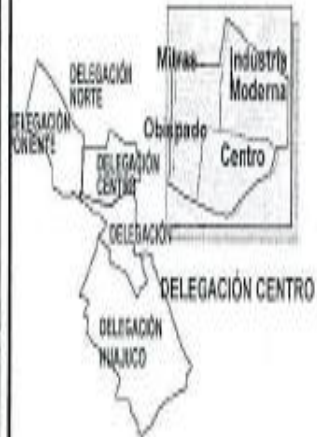 DELEGACIÓN
NORTE
DELEGACIÓN
PONIENTE
DELEGACIÓN
CENTRO
DELEGACIÓN
DELEGACIÓN
HUAJUCO
Mitras
Industria
Moderna
Obispado
Centro
DELEGACIÓN CENTRO